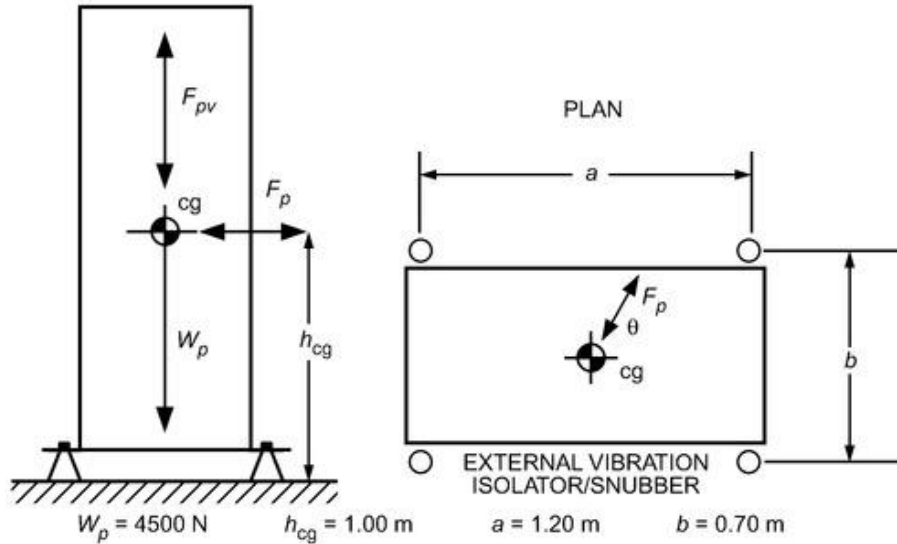 F_pv
PLAN
a
F_p
cg
F_p
θ
W_p
h_cg
cg
b
EXTERNAL VIBRATION
ISOLATOR/SNUBBER
W_p = 4500 N h_cg = 1.00 m a = 1.20 m b = 0.70 m